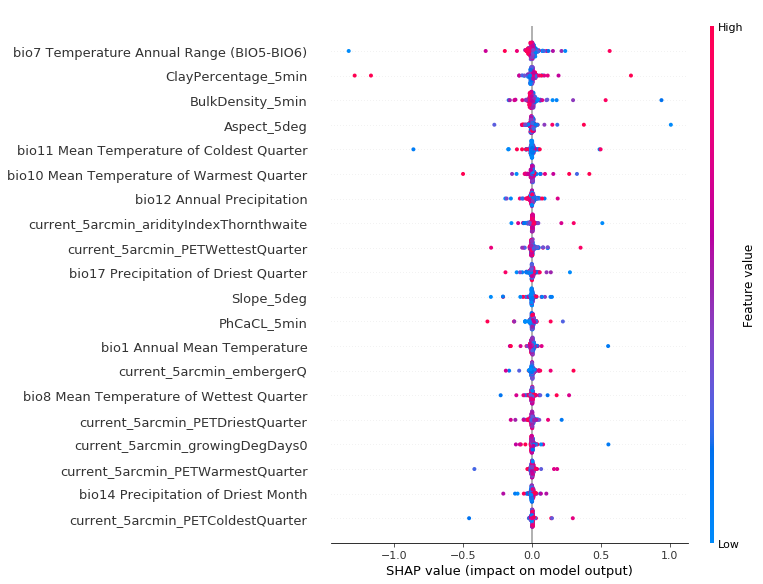 High
bio7 Temperature Annual Range (BIO5-BIO6)
ClayPercentage_5min
BulkDensity_5min
Aspect_5deg
bio11 Mean Temperature of Coldest Quarter
bio10 Mean Temperature of Warmest Quarter
bio12 Annual Precipitation
current_5arcmin_aridityIndexThornthwaite
current_5arcmin_PETWettestQuarter
bio17 Precipitation of Driest Quarter
Slope_5deg
PhCaCL_5min
bio1 Annual Mean Temperature
current_5arcmin_embergerQ
bio8 Mean Temperature of Wettest Quarter
current_5arcmin_PETDriestQuarter
current_5arcmin_growingDegDays0
current_5arcmin_PETWarmestQuarter
bio14 Precipitation of Driest Month
current_5arcmin_PETColdestQuarter
Feature value
Low
−1.0 −0.5 0.0 0.5 1.0
SHAP value (impact on model output)